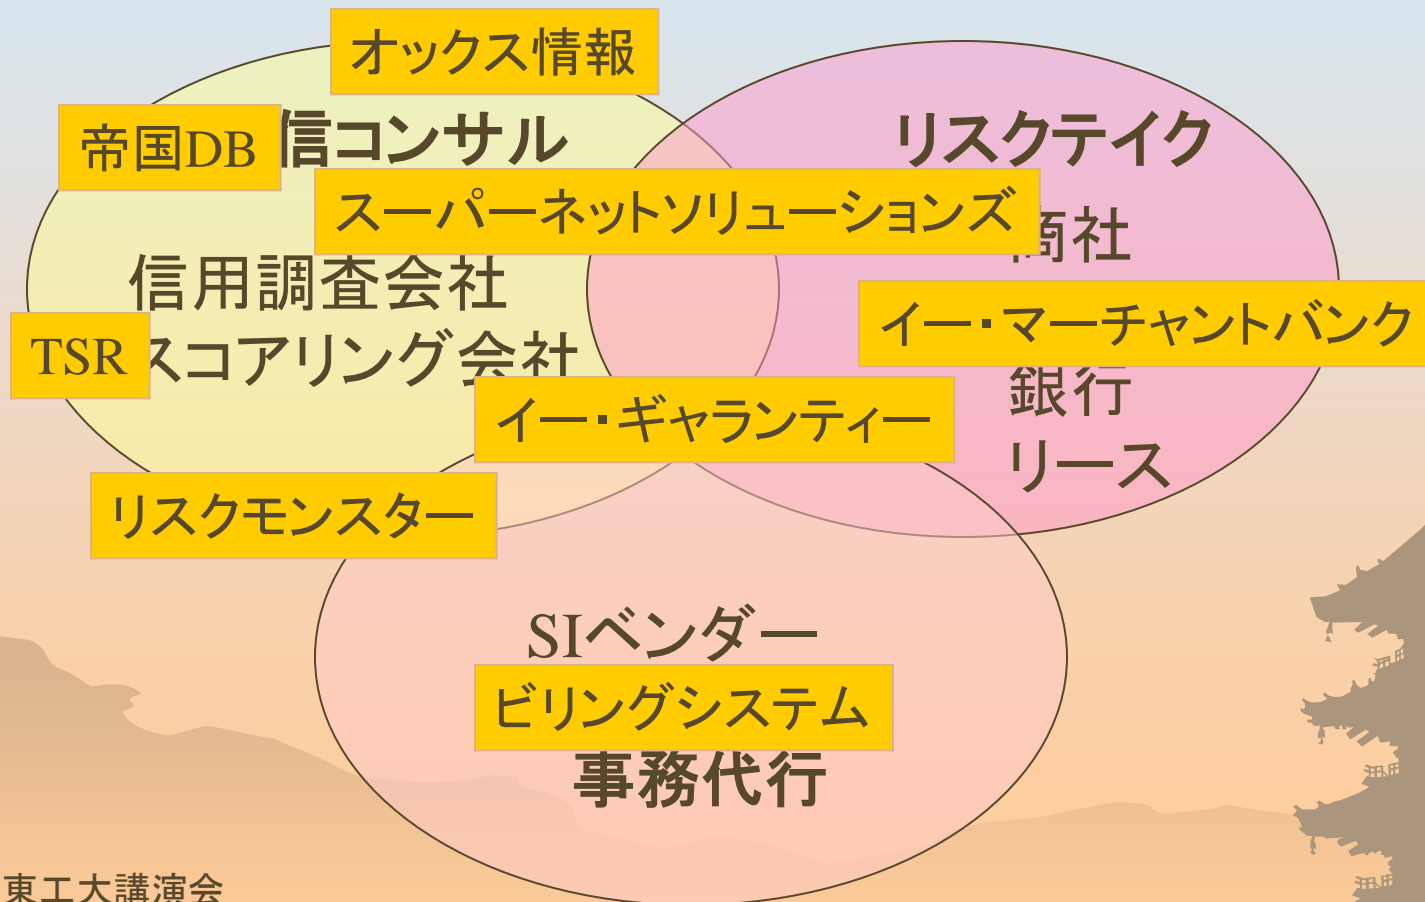 オックス情報
帝国DB
信コンサル
リスクテイク
スーパーネットソリューションズ
商社
信用調査会社
イー・マーチャントバンク
TSR
スコアリング会社
銀行
イー・ギャランティー
リース
リスクモンスター
SIベンダー
ビリングシステム
事務代行
東工大講演会